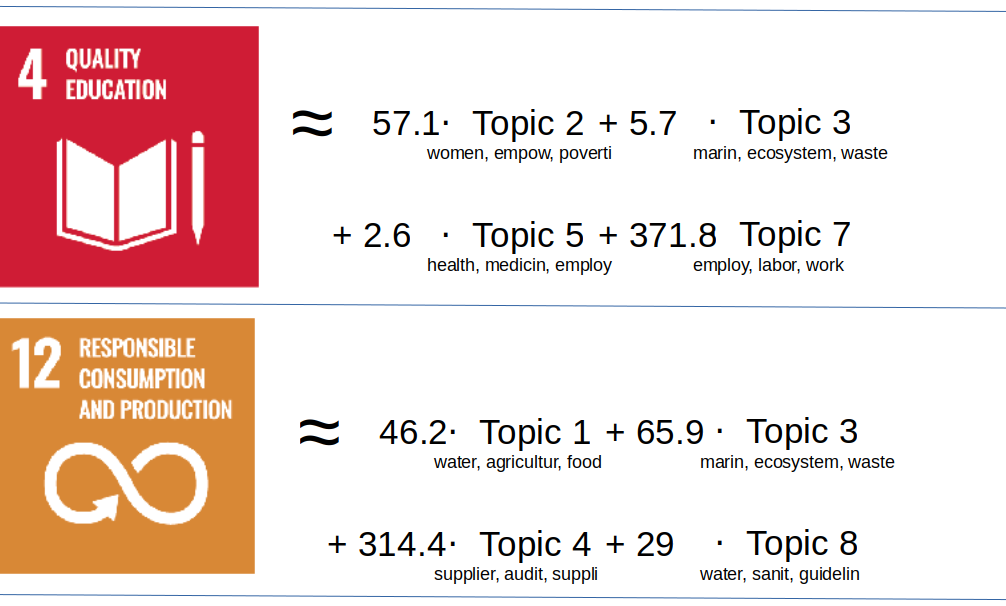 4 QUALITY
EDUCATION
≈ 57.1· Topic 2 + 5.7 · Topic 3
women, empow, poverti marin, ecosystem, waste
+ 2.6 · Topic 5 + 371.8 Topic 7
health, medicin, employ employ, labor, work
12 RESPONSIBLE
CONSUMPTION
AND PRODUCTION
≈ 46.2· Topic 1 + 65.9 · Topic 3
water, agricultur, food marin, ecosystem, waste
+ 314.4· Topic 4 + 29 · Topic 8
supplier, audit, suppli water, sanit, guidelin